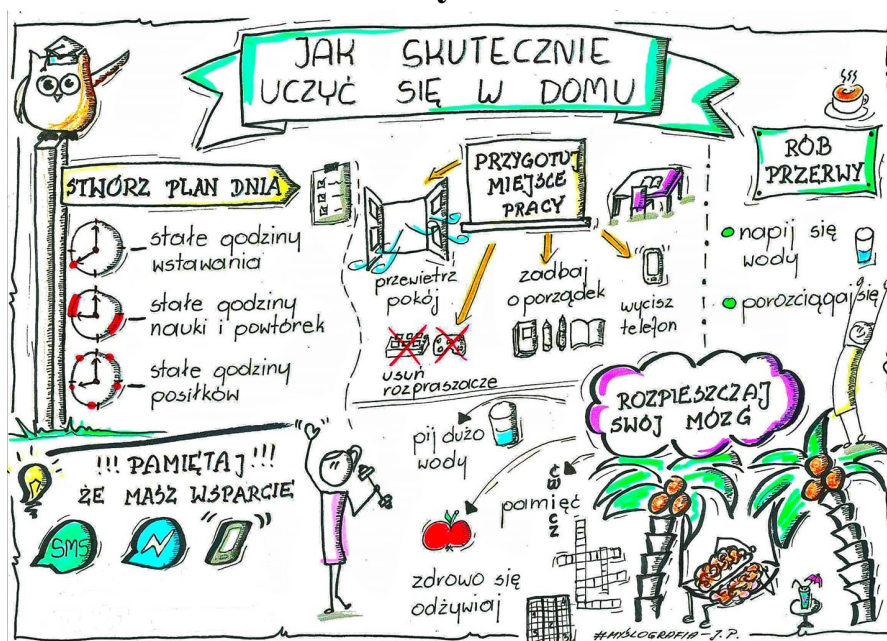 JAK SKUTECZNIE
UCZYĆ SIĘ W DOMU
STWÓRZ PLAN DNIA
stałe godziny
wstawania
stałe godziny
nauki i powtórek
stałe godziny
posiłków
PRZYGOTUJ
MIEJSCE
PRACY
przewietrz
pokój
zadbaj
o porządek
wycisz
telefon
usuń
rozpraszacze
RÓB
PRZERWY
napij się
wody
porozciągaj się
ROZPIESZCZAJ
SWÓJ MÓZG
pij dużo
wody
ćwicz
pamięć
zdrowo się
odżywiaj
!!! PAMIĘTAJ !!!
ŻE MASZ WSPARCIE
SMS
#MYŚLOGRAFIA-J.P.